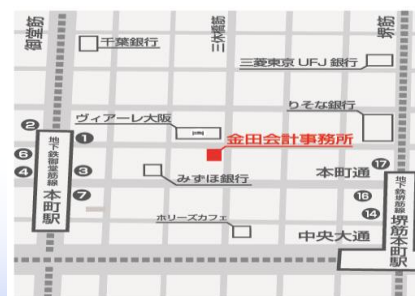 御堂筋
千葉銀行
三休橋筋
堺筋
三菱東京UFJ銀行
りそな銀行
ヴィアーレ大阪
金田会計事務所
みずほ銀行
本町通
ホリーズカフェ
中央大通
地下鉄御堂筋線
本町駅
2
1
6
4
3
7
地下鉄堺筋線
堺筋本町駅
17
16
14